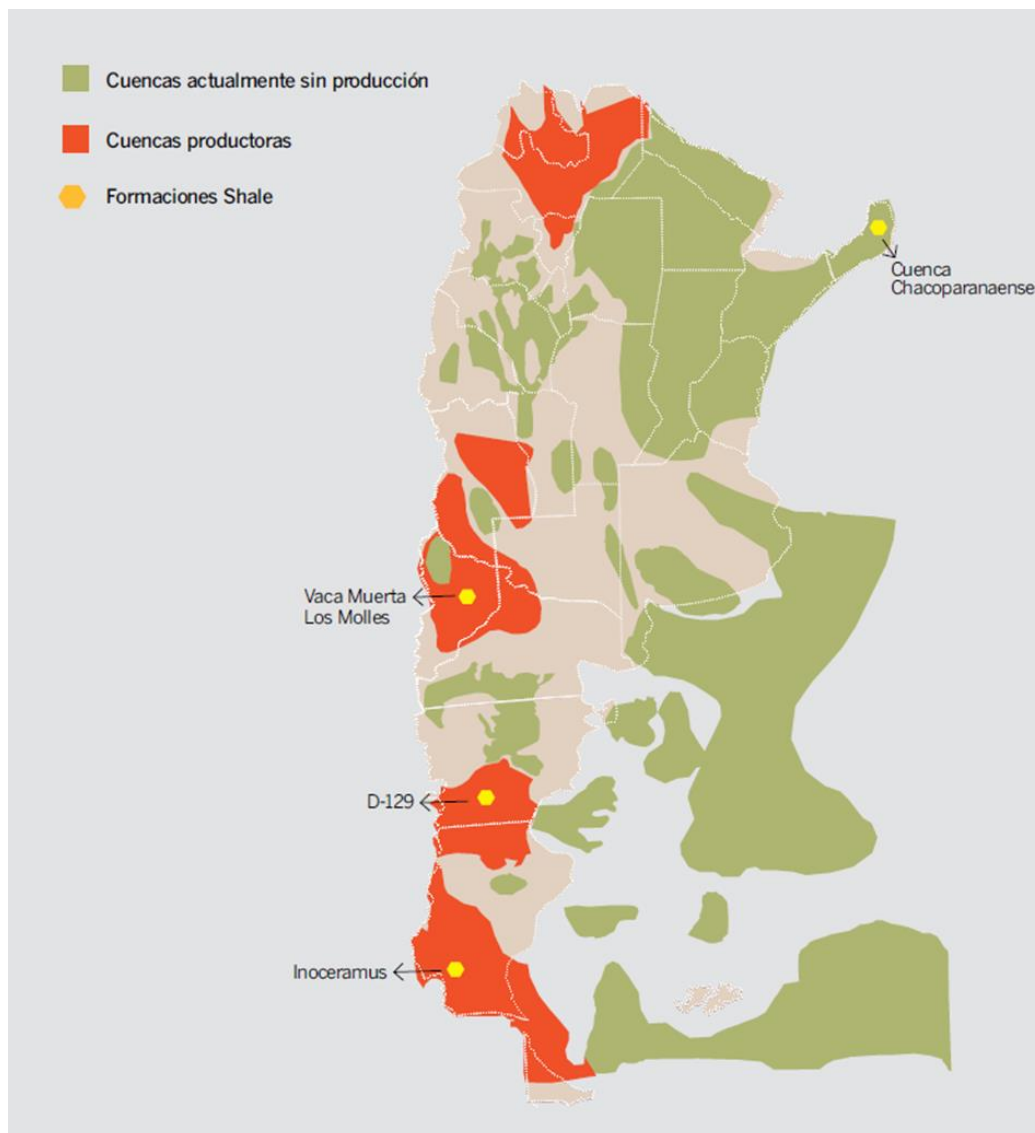 Cuencas actualmente sin producción
Cuencas productoras
Formaciones Shale
Cuenca
Chacoparanaense
Vaca Muerta
Los Molles
D-129
Inoceramus